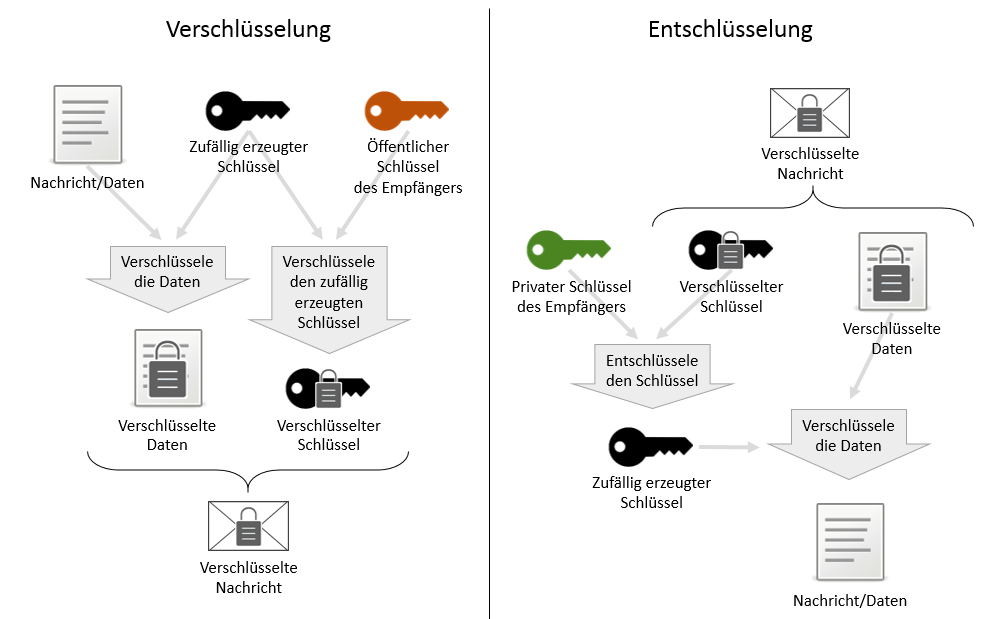 Verschlüsselung
Nachricht/Daten
Zufällig erzeugter
Schlüssel
Öffentlicher
Schlüssel
des Empfängers
Verschlüssele
die Daten
Verschlüssele
den zufällig
erzeugten
Schlüssel
Verschlüsselte
Daten
Verschlüsselter
Schlüssel
Verschlüsselte
Nachricht
Entschlüsselung
Verschlüsselte
Nachricht
Privater Schlüssel
des Empfängers
Verschlüsselter
Schlüssel
Verschlüsselte
Daten
Entschlüssele
den Schlüssel
Zufällig erzeugter
Schlüssel
Verschlüssele
die Daten
Nachricht/Daten